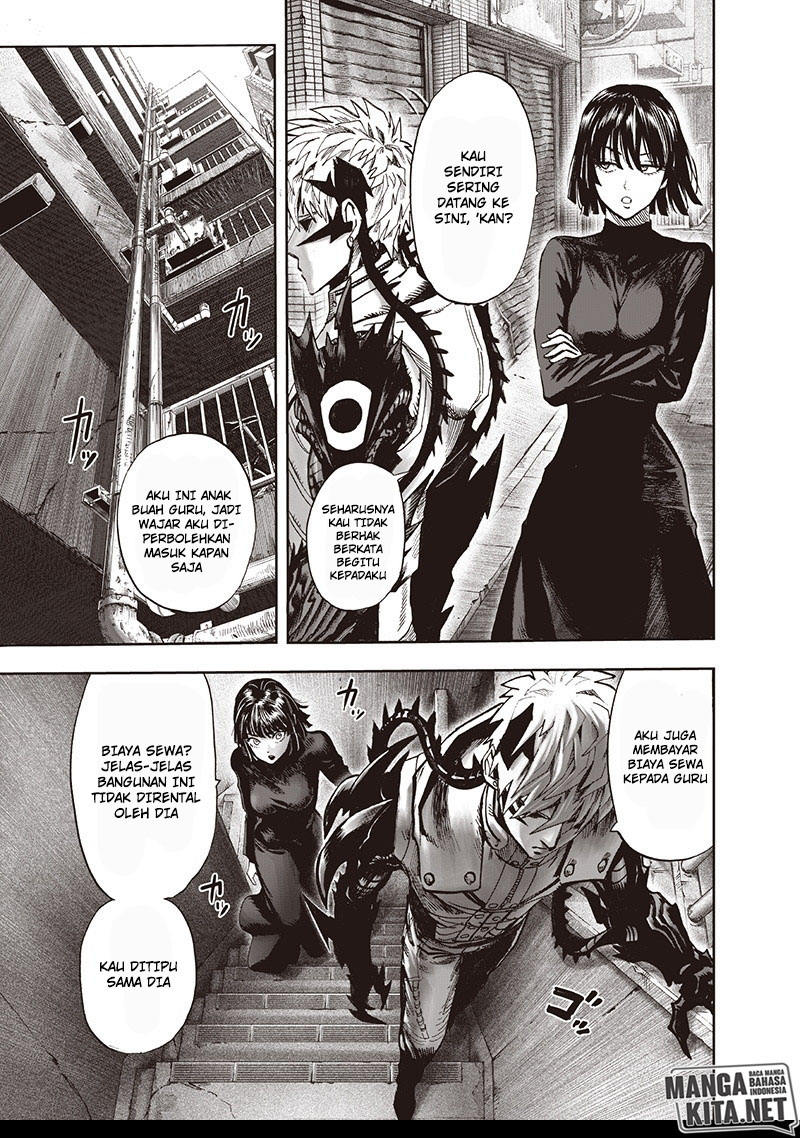 KAU
SENDIRI
SERING
DATANG KE
SINI, 'KAN?
SEHARUSNYA
KAU TIDAK
BERHAK
BERKATA
BEGITU
KEPADAKU
カッ
カッ
AKU INI ANAK
BUAH GURU, JADI
WAJAR AKU DI-
PERBOLEHKAN
MASUK KAPAN
SAJA
AKU JUGA
MEMBAYAR
BIAYA SEWA
KEPADA GURU
カッ
BIAYA SEWA?
JELAS-JELAS
BANGUNAN INI
TIDAK DIRENTAL
OLEH DIA
カッ
KAU DITIPU
SAMA DIA
ゴッ
MANGA
KITA.NET
BACA MANGA
BAHASA
INDONESIA